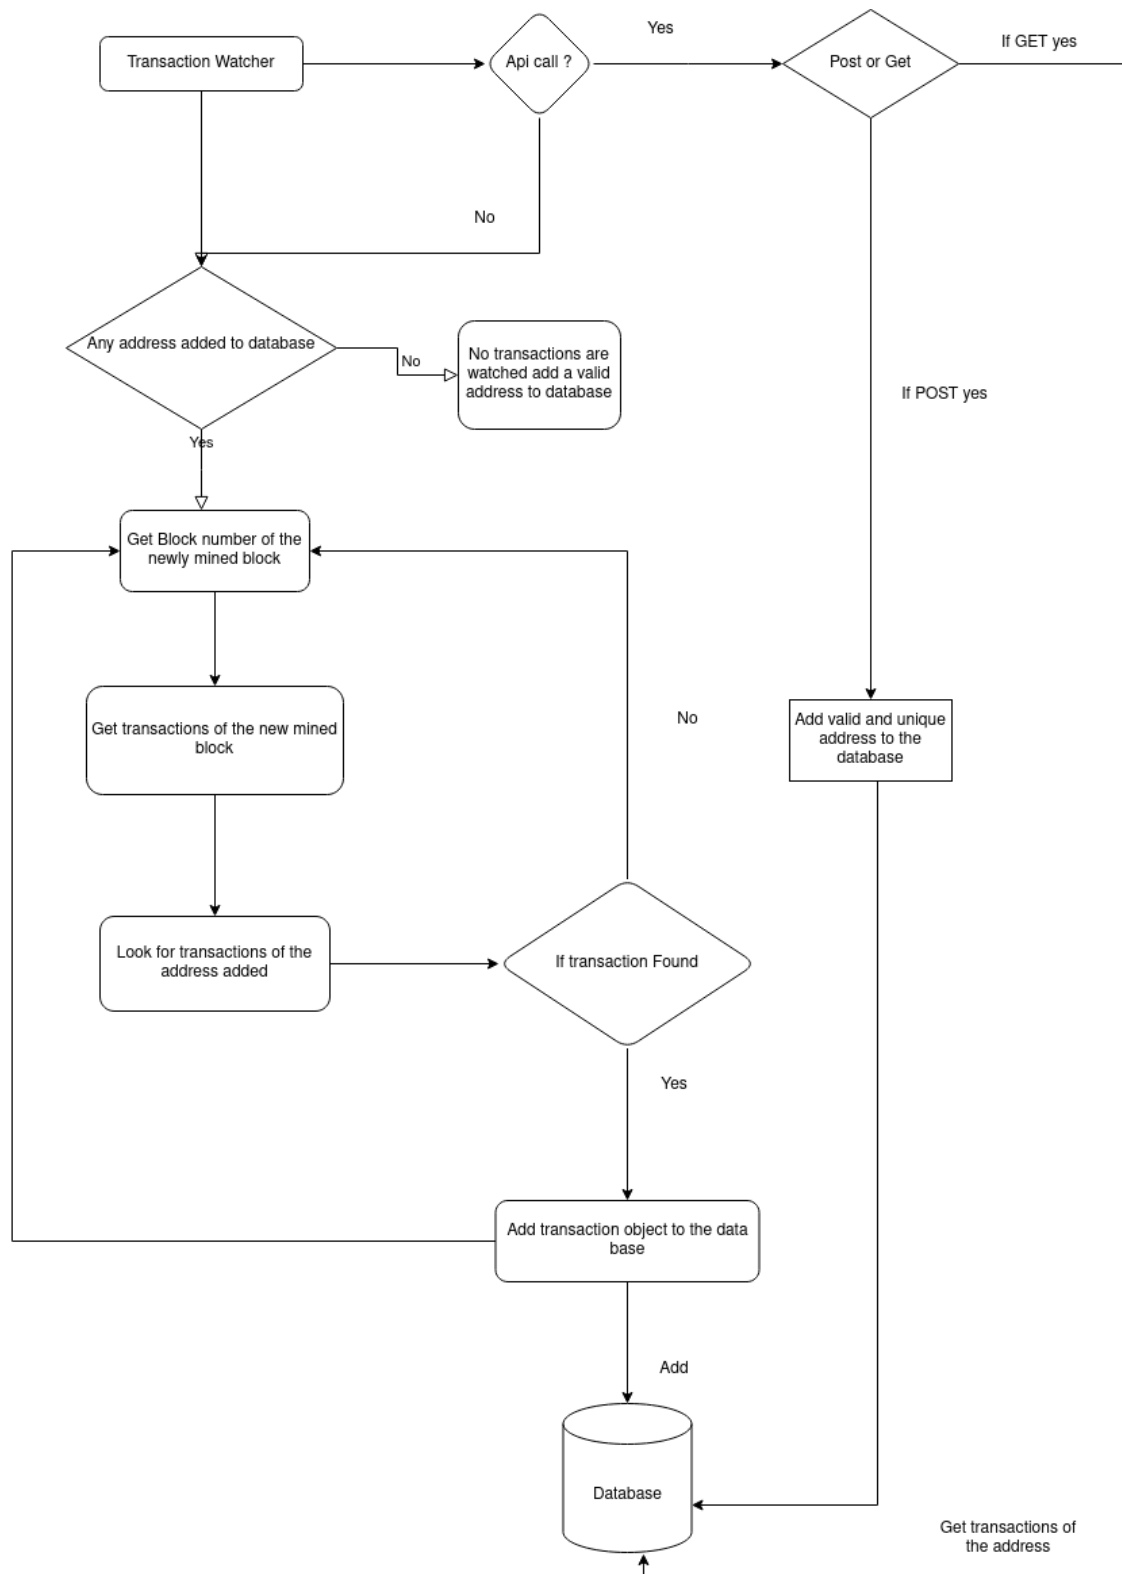 Yes
If GET yes
Transaction Watcher
Api call ?
Post or Get
No
Any address added to database
No
No transactions are
watched add a valid
address to database
If POST yes
Yes
Get Block number of the
newly mined block
No
Add valid and unique
address to the
database
Get transactions of the new mined
block
Look for transactions of the
address added
If transaction Found
Yes
Add transaction object to the data
base
Add
Database
Get transactions of
the address